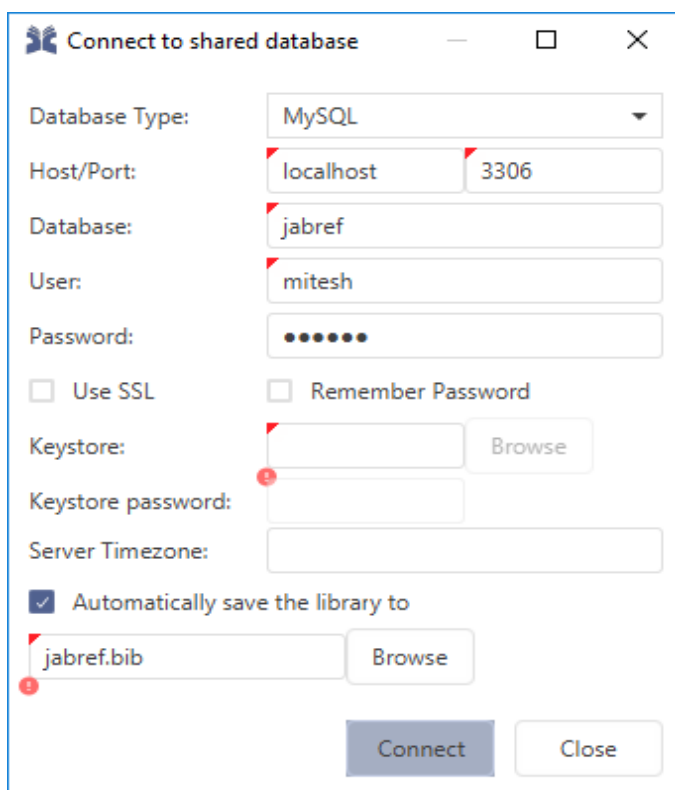 Connect to shared database
Database Type: MySQL
Host/Port: localhost 3306
Database: jabref
User: mitesh
Password: ●●●●●●
Use SSL Remember Password
Keystore: Browse
Keystore password:
Server Timezone:
Automatically save the library to
jabref.bib Browse
Connect Close